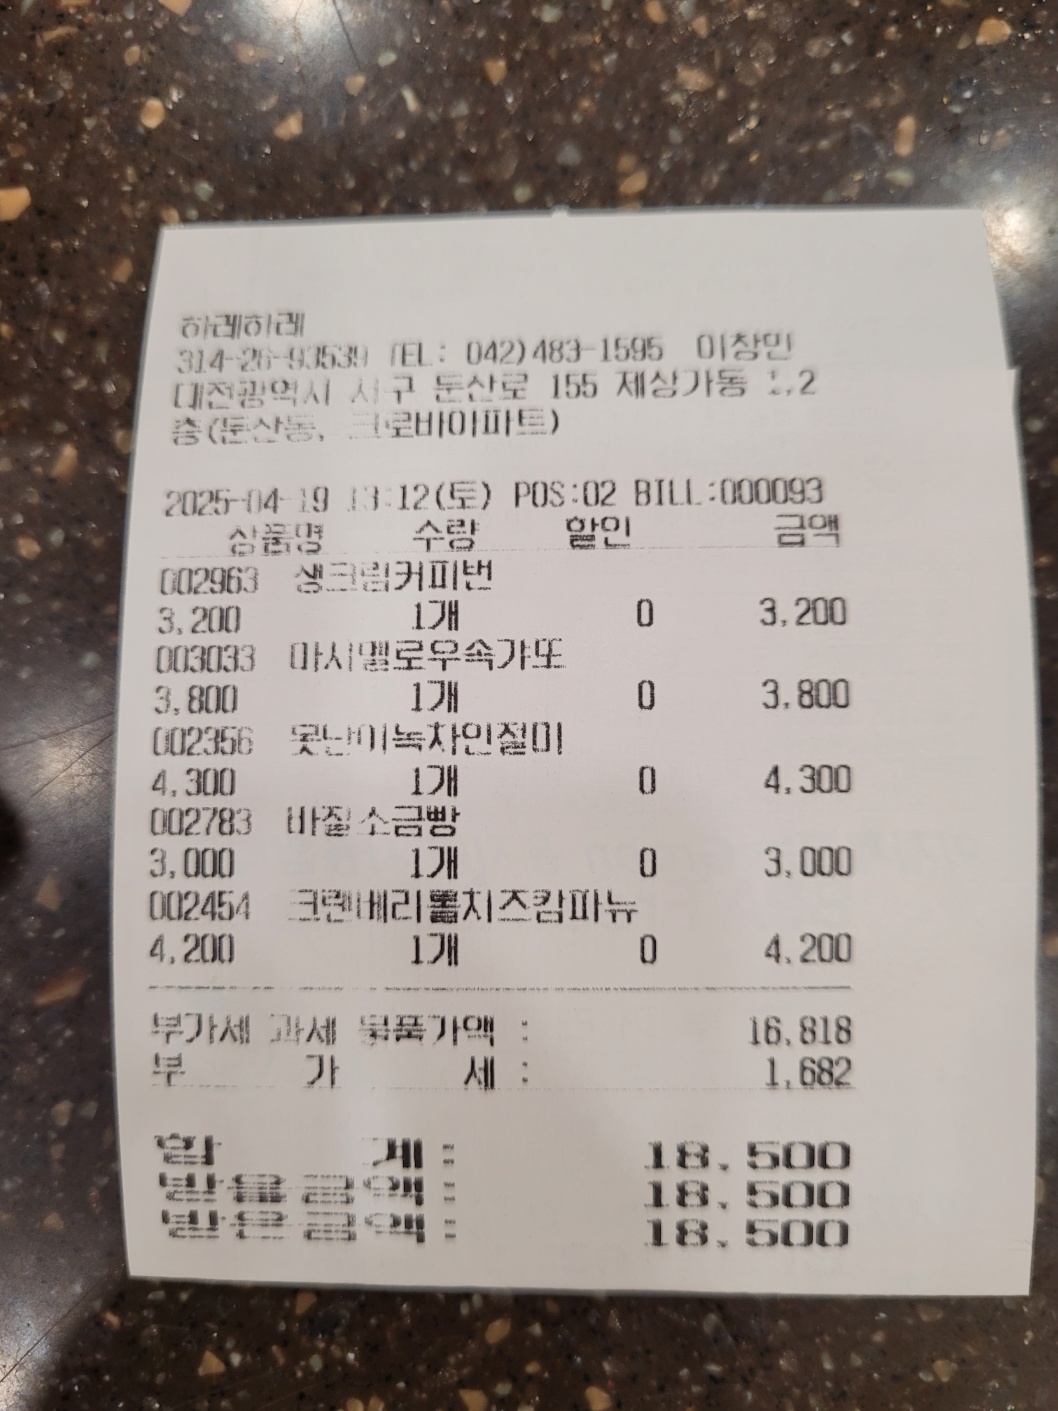 하레하레
314-26-93539 TEL: 042)483-1595 이창민
대전광역시 서구 둔산로 155 제상가동 1,2
층(둔산동, 크로바아파트)
2025-04-19 13:12(토) POS:02 BILL:000093
상품명 수량 할인 금액
002963 생크림커피번
3,200 1개 0 3,200
003033 마시멜로우속갸또
3,800 1개 0 3,800
002356 못난이녹차인절미
4,300 1개 0 4,300
002783 바질소금빵
3,000 1개 0 3,000
002454 크렌베리롤치즈캄파뉴
4,200 1개 0 4,200
부가세 과세 물품가액 : 16,818
부 가 세 : 1,682
합 계: 18,500
받을금액: 18,500
받은금액: 18,500